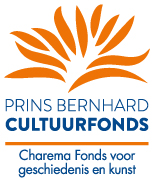 PRINS BERNHARD
CULTUURFONDS
Charema Fonds voor
geschiedenis en kunst